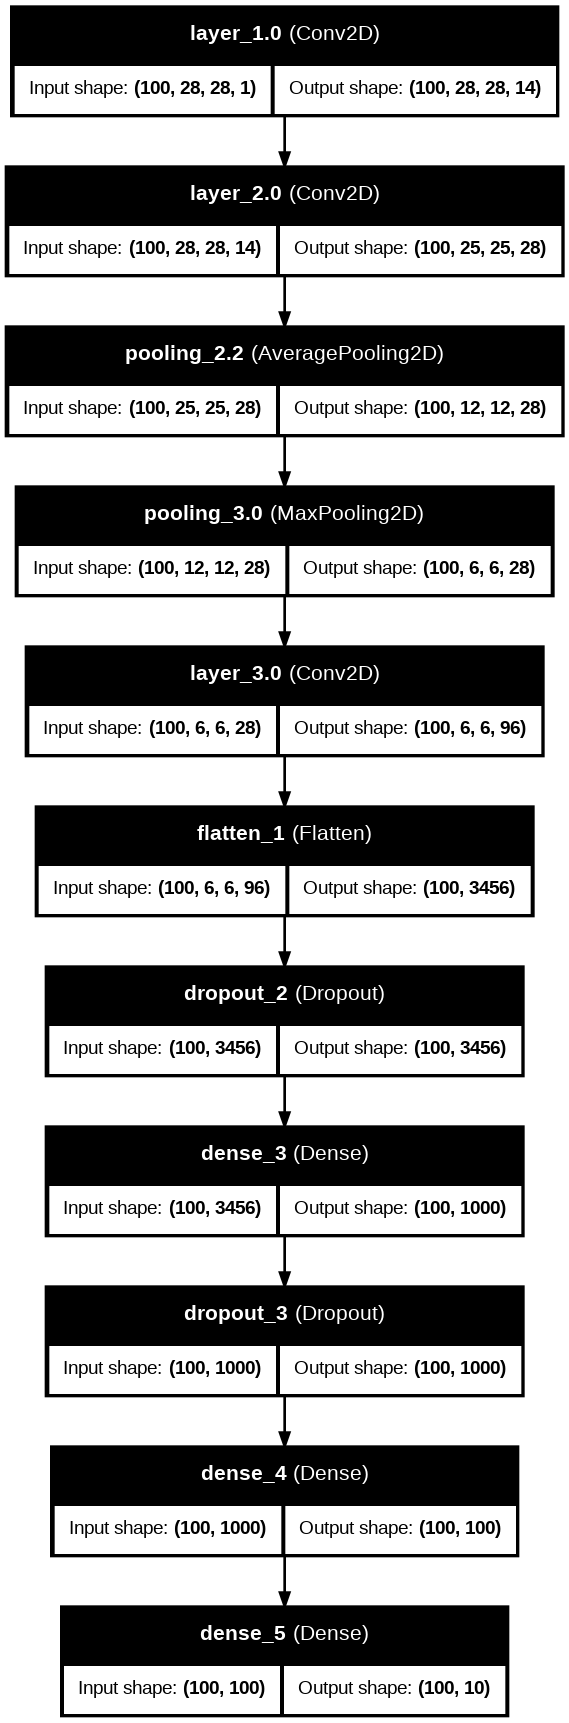 layer_1.0 (Conv2D)
Input shape: (100, 28, 28, 1) Output shape: (100, 28, 28, 14)
layer_2.0 (Conv2D)
Input shape: (100, 28, 28, 14) Output shape: (100, 25, 25, 28)
pooling_2.2 (AveragePooling2D)
Input shape: (100, 25, 25, 28) Output shape: (100, 12, 12, 28)
pooling_3.0 (MaxPooling2D)
Input shape: (100, 12, 12, 28) Output shape: (100, 6, 6, 28)
layer_3.0 (Conv2D)
Input shape: (100, 6, 6, 28) Output shape: (100, 6, 6, 96)
flatten_1 (Flatten)
Input shape: (100, 6, 6, 96) Output shape: (100, 3456)
dropout_2 (Dropout)
Input shape: (100, 3456) Output shape: (100, 3456)
dense_3 (Dense)
Input shape: (100, 3456) Output shape: (100, 1000)
dropout_3 (Dropout)
Input shape: (100, 1000) Output shape: (100, 1000)
dense_4 (Dense)
Input shape: (100, 1000) Output shape: (100, 100)
dense_5 (Dense)
Input shape: (100, 100) Output shape: (100, 10)